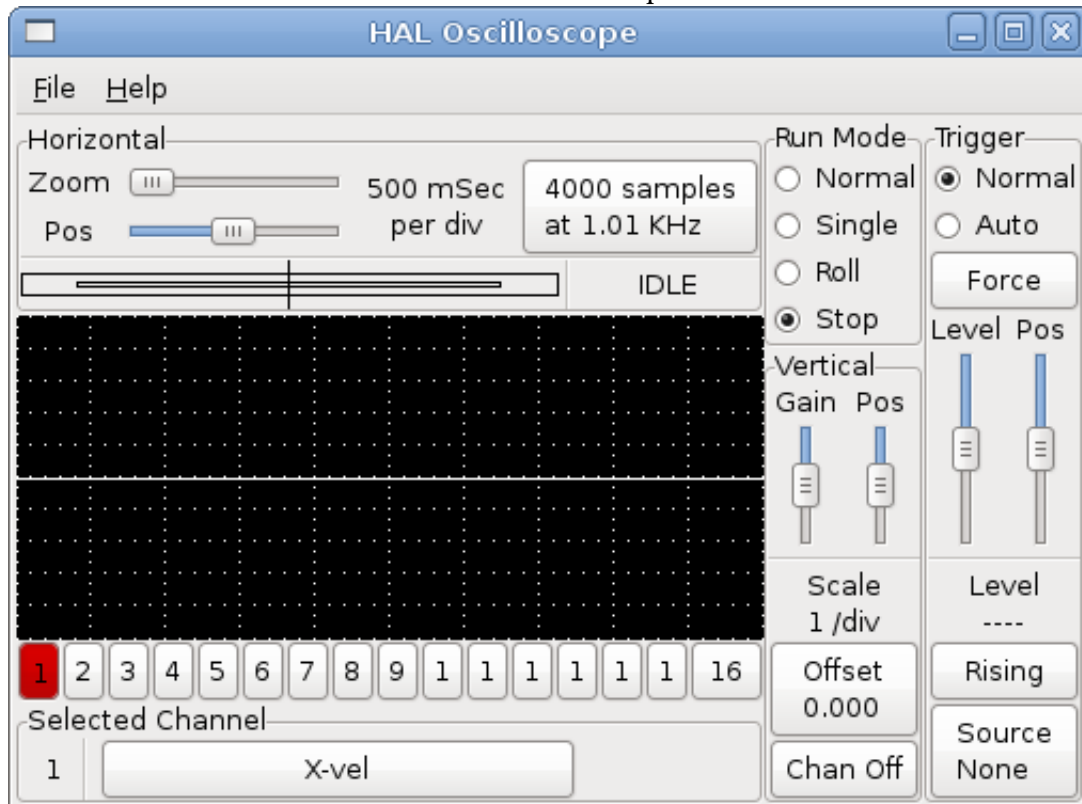 HAL Oscilloscope
File Help
Horizontal
Zoom
Pos
500 mSec
per div
4000 samples
at 1.01 KHz
IDLE
Run Mode
Normal
Single
Roll
Stop
Trigger
Normal
Auto
Force
Level Pos
Vertical
Gain Pos
Scale
1 /div
Offset
0.000
Chan Off
Level
----
Rising
Source
None
1 2 3 4 5 6 7 8 9 1 1 1 1 1 1 16
Selected Channel
1 X-vel